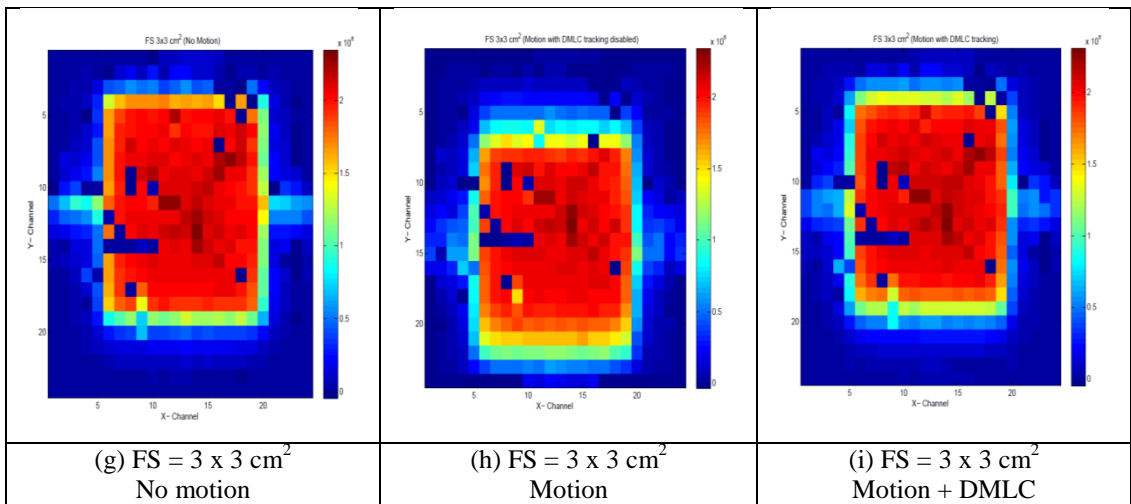 FS 3x3 cm² (No Motion)
x 10⁶
2
1.5
1
0.5
0
5
10
15
20
Y− Channel
5
10
15
20
X− Channel
FS 3x3 cm² (Motion with DMLC tracking disabled)
2
1.5
1
0.5
0
5
10
15
20
Y− Channel
5
10
15
20
X− Channel
FS 3x3 cm² (Motion with DMLC tracking)
2
1.5
1
0.5
0
5
10
15
20
Y− Channel
5
10
15
20
X− Channel
(g) FS = 3 x 3 cm²
No motion
(h) FS = 3 x 3 cm²
Motion
(i) FS = 3 x 3 cm²
Motion + DMLC